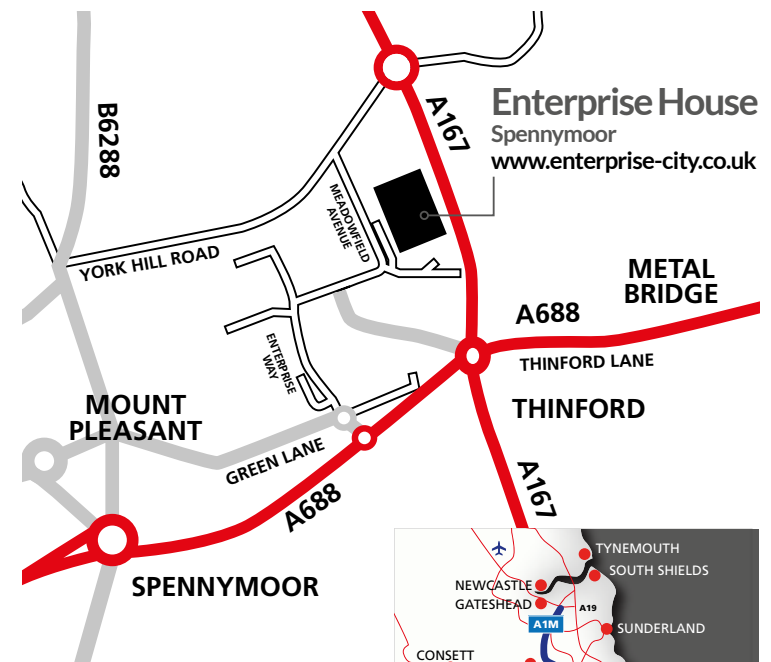 B6288
A167
Enterprise House
Spennymoor
www.enterprise-city.co.uk
MEADOWFIELD
AVENUE
YORK HILL ROAD
METAL
BRIDGE
A688
THINFORD LANE
ENTERPRISE
WAY
MOUNT
PLEASANT
THINFORD
GREEN LANE
A167
A688
SPENNYMOOR
TYNEMOUTH
SOUTH SHIELDS
NEWCASTLE
GATESHEAD
A19
A1M
SUNDERLAND
CONSETT